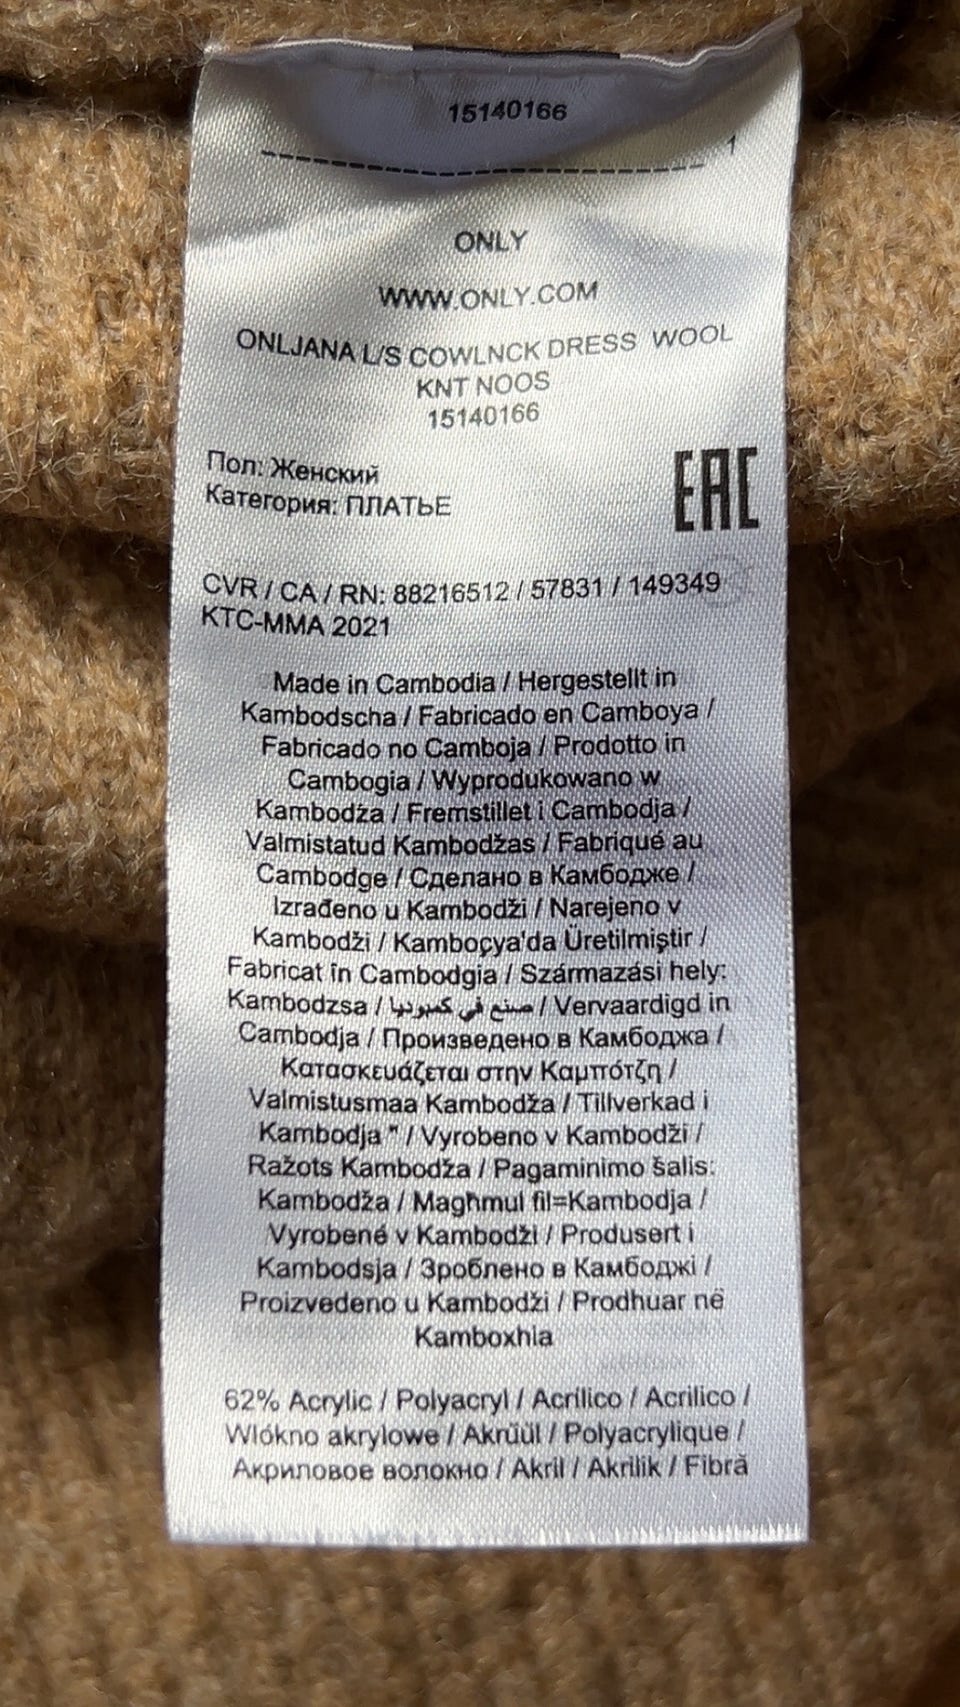 15140166
1
ONLY
WWW.ONLY.COM
ONLJANA L/S COWLNCK DRESS WOOL
KNT NOOS
15140166
Пол: Женский
Категория: ПЛАТЬЕ
EAC
CVR / CA / RN: 88216512 / 57831 / 149349
KTC-MMA 2021
Made in Cambodia / Hergestellt in
Kambodscha / Fabricado en Camboya /
Fabricado no Camboja / Prodotto in
Cambogia / Wyprodukowano w
Kambodża / Fremstillet i Cambodja /
Valmistatud Kambodžas / Fabriqué au
Cambodge / Сделано в Камбодже /
Izrađeno u Kambodži / Narejeno v
Kambodži / Kamboçya'da Üretilmiştir /
Fabricat în Cambodgia / Származási hely:
Kambodzsa / صنع في كمبوديا / Vervaardigd in
Cambodja / Произведено в Камбоджа /
Κατασκευάζεται στην Καμπότζη /
Valmistusmaa Kambodža / Tillverkad i
Kambodja " / Vyrobeno v Kambodži /
Ražots Kambodža / Pagaminimo šalis:
Kambodža / Magħmul fil=Kambodja /
Vyrobené v Kambodži / Produsert i
Kambodsja / Зроблено в Камбоджі /
Proizvedeno u Kambodži / Prodhuar në
Kamboxhia
62% Acrylic / Polyacryl / Acrílico / Acrilico /
Włókno akrylowe / Akrüül / Polyacrylique /
Акриловое волокно / Akril / Akrilik / Fibră